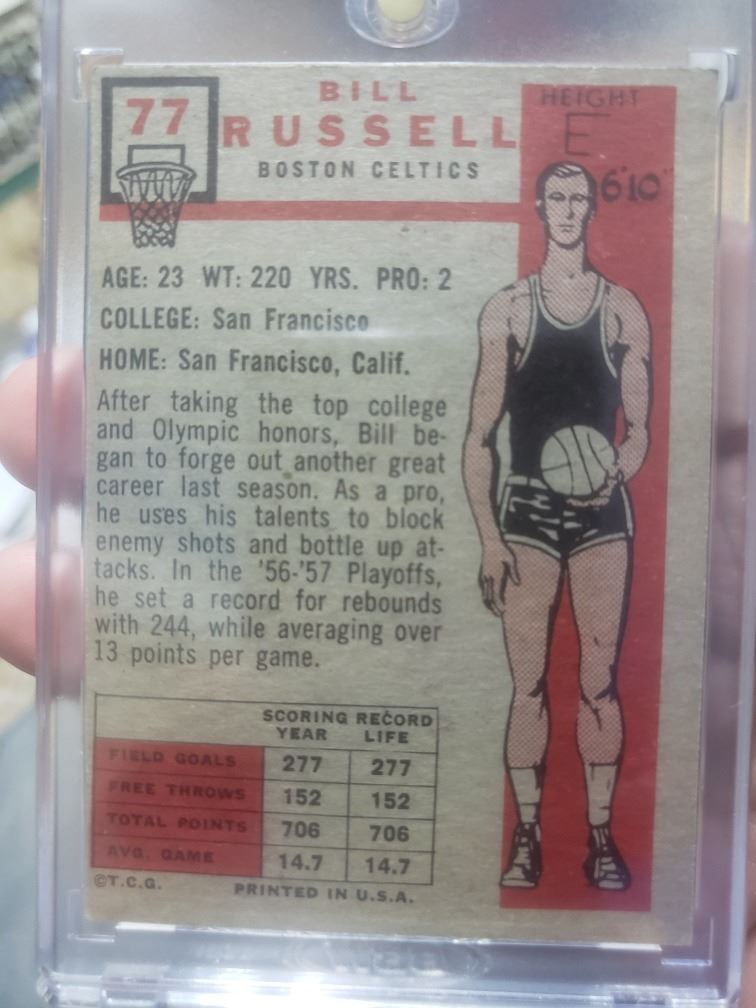 77
BILL
RUSSELL
BOSTON CELTICS
HEIGHT
E
6'10"
AGE: 23 WT: 220 YRS. PRO: 2
COLLEGE: San Francisco
HOME: San Francisco, Calif.
After taking the top college
and Olympic honors, Bill be-
gan to forge out another great
career last season. As a pro,
he uses his talents to block
enemy shots and bottle up at-
tacks. In the '56-'57 Playoffs,
he set a record for rebounds
with 244, while averaging over
13 points per game.
SCORING RECORD
YEAR LIFE
FIELD GOALS 277 277
FREE THROWS 152 152
TOTAL POINTS 706 706
AVG. GAME 14.7 14.7
©T.C.G. PRINTED IN U.S.A.